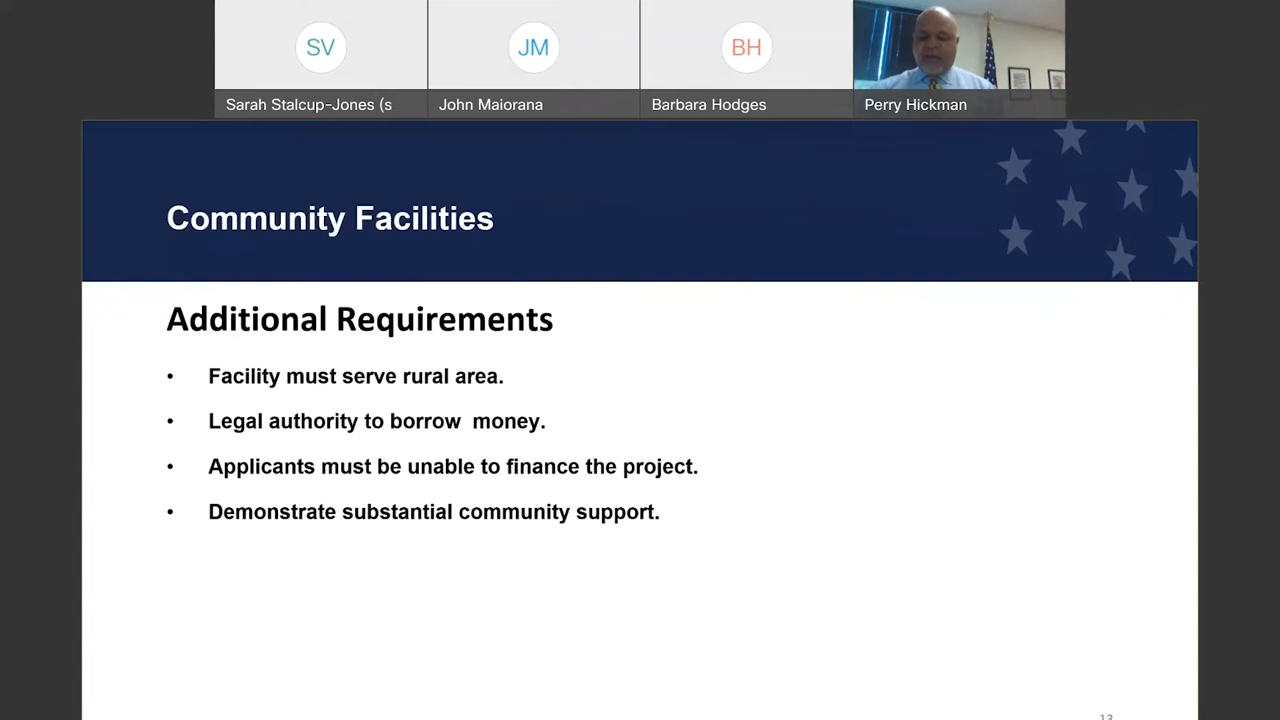 SV
JM
BH
Sarah Stalcup-Jones (s
John Maiorana
Barbara Hodges
Perry Hickman
Community Facilities
Additional Requirements
• Facility must serve rural area.
• Legal authority to borrow  money.
• Applicants must be unable to finance the project.
• Demonstrate substantial community support.
13